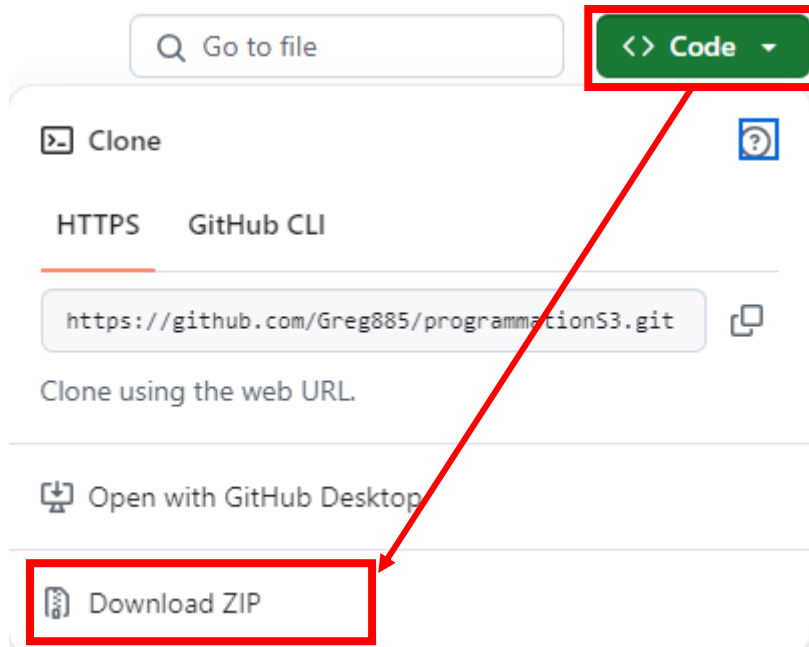 Go to file
<> Code
Clone
HTTPS GitHub CLI
https://github.com/Greg885/programmationS3.git
Clone using the web URL.
Open with GitHub Desktop
Download ZIP